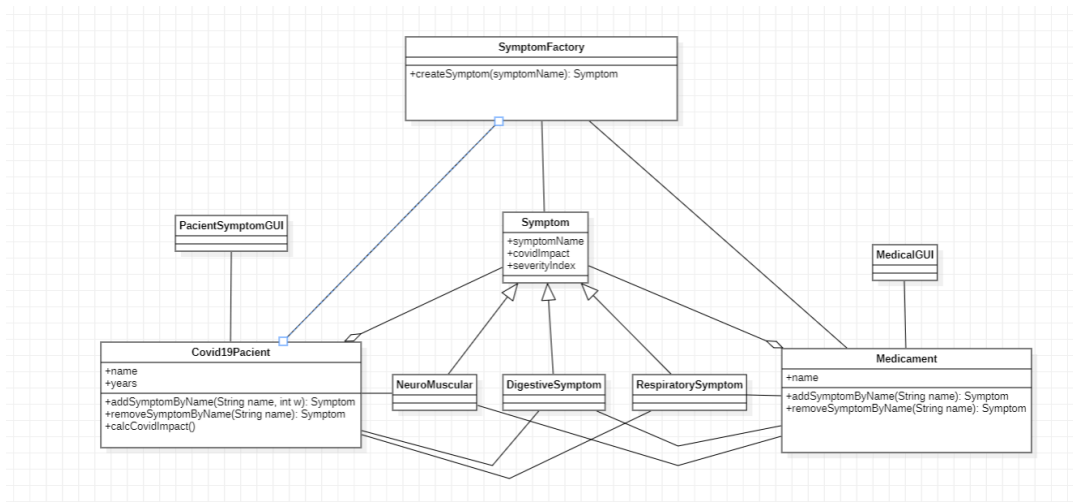 SymptomFactory
+createSymptom(symptomName): Symptom
PacientSymptomGUI
Symptom
+symptomName
+covidImpact
+severityIndex
MedicalGUI
Covid19Pacient
+name
+years
+addSymptomByName(String name, int w): Symptom
+removeSymptomByName(String name): Symptom
+calcCovidImpact()
NeuroMuscular
DigestiveSymptom
RespiratorySymptom
Medicament
+name
+addSymptomByName(String name): Symptom
+removeSymptomByName(String name): Symptom